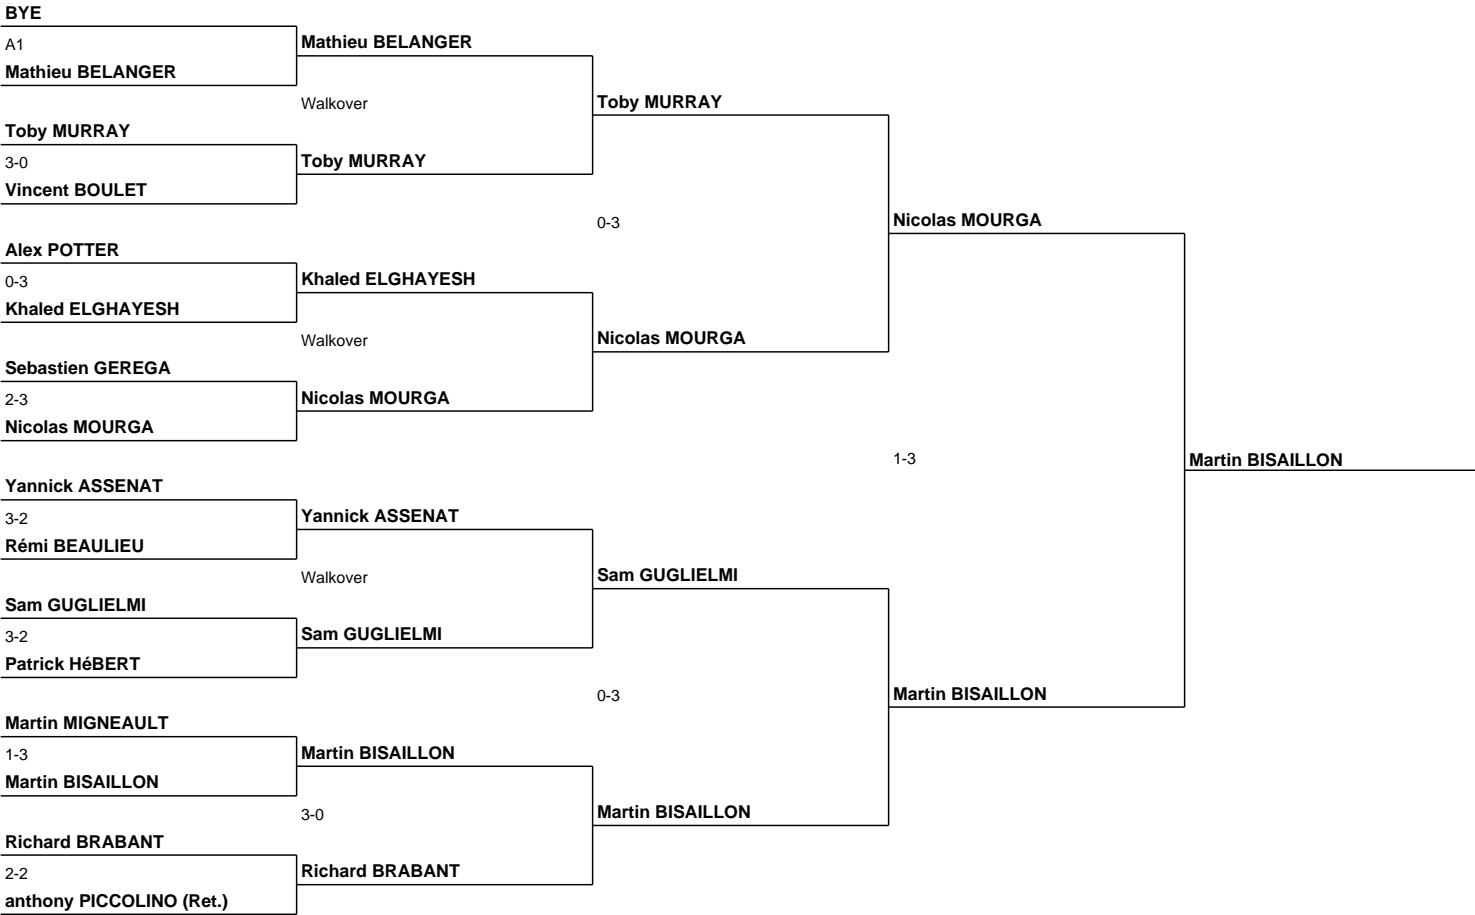 BYE
A1
Mathieu BELANGER
Mathieu BELANGER
Walkover
Toby MURRAY
Toby MURRAY
3-0
Toby MURRAY
Vincent BOULET
0-3
Nicolas MOURGA
Alex POTTER
0-3
Khaled ELGHAYESH
Khaled ELGHAYESH
Walkover
Nicolas MOURGA
Sebastien GEREGA
2-3
Nicolas MOURGA
Nicolas MOURGA
1-3
Martin BISAILLON
Yannick ASSENAT
3-2
Yannick ASSENAT
Rémi BEAULIEU
Walkover
Sam GUGLIELMI
Sam GUGLIELMI
3-2
Sam GUGLIELMI
Patrick HéBERT
0-3
Martin BISAILLON
Martin MIGNEAULT
1-3
Martin BISAILLON
Martin BISAILLON
3-0
Martin BISAILLON
Richard BRABANT
2-2
Richard BRABANT
anthony PICCOLINO (Ret.)